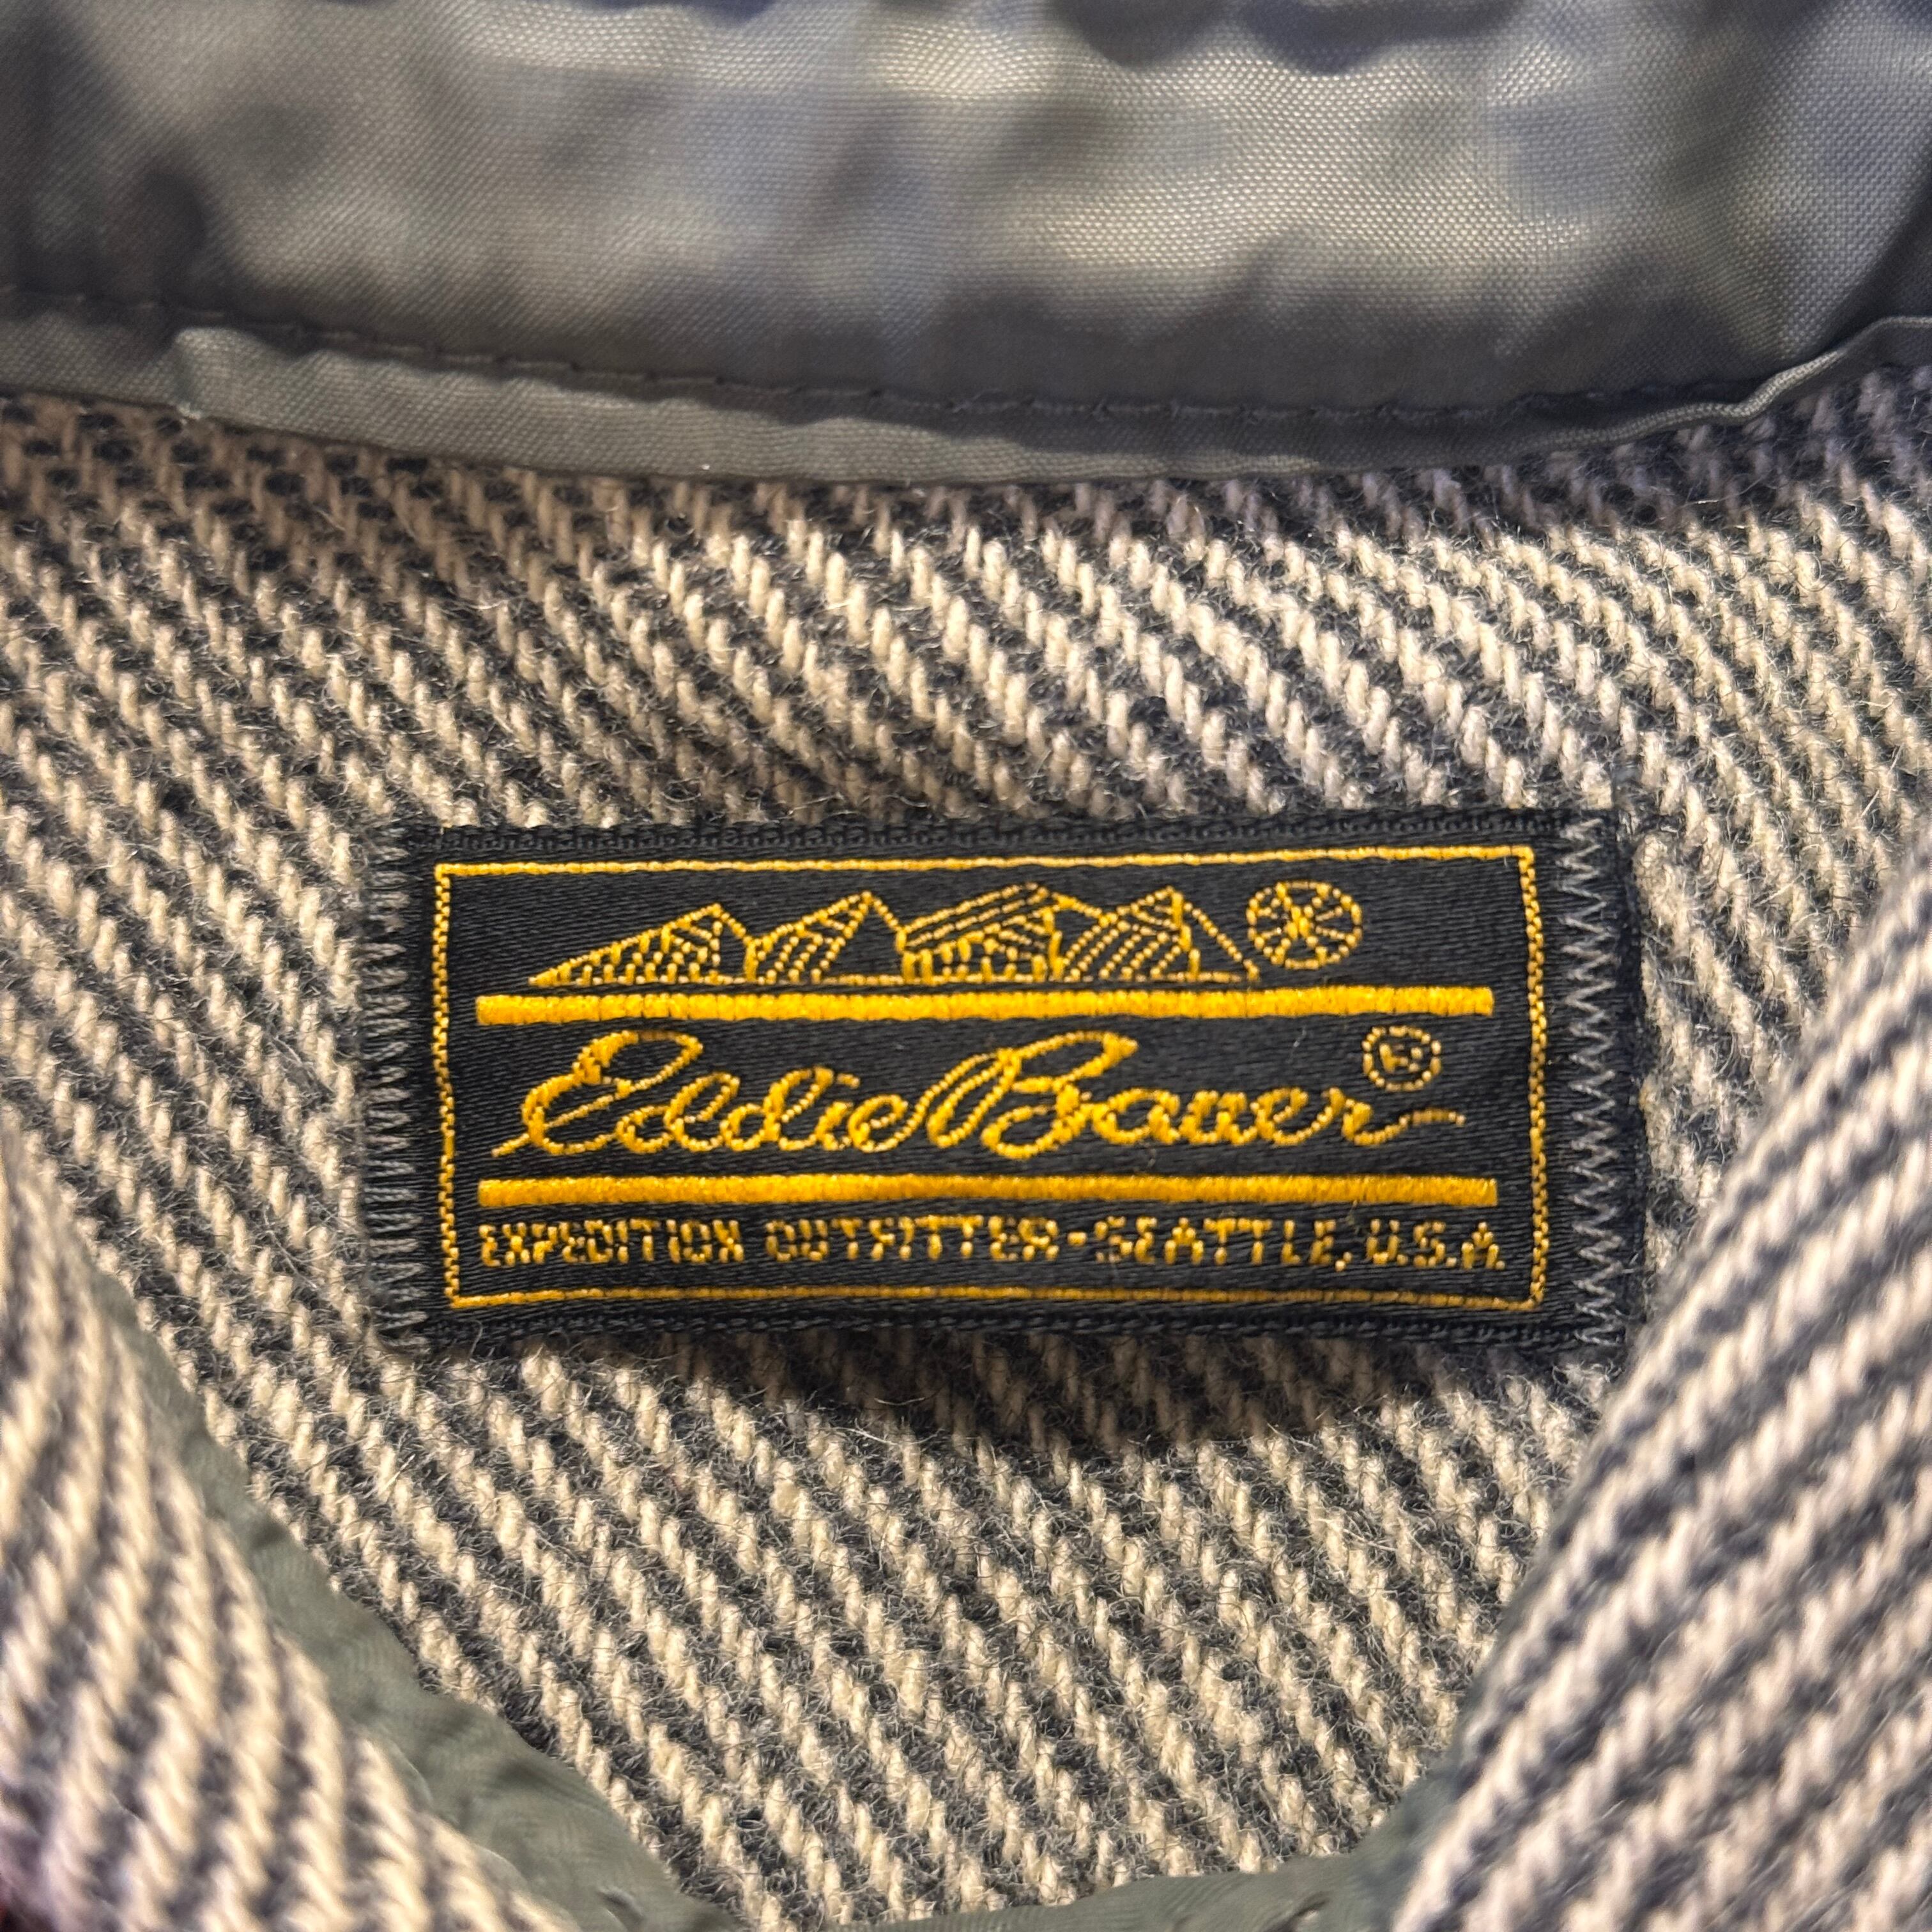 Eddie Bauer®
EXPEDITION OUTFITTER-SEATTLE, U.S.A.